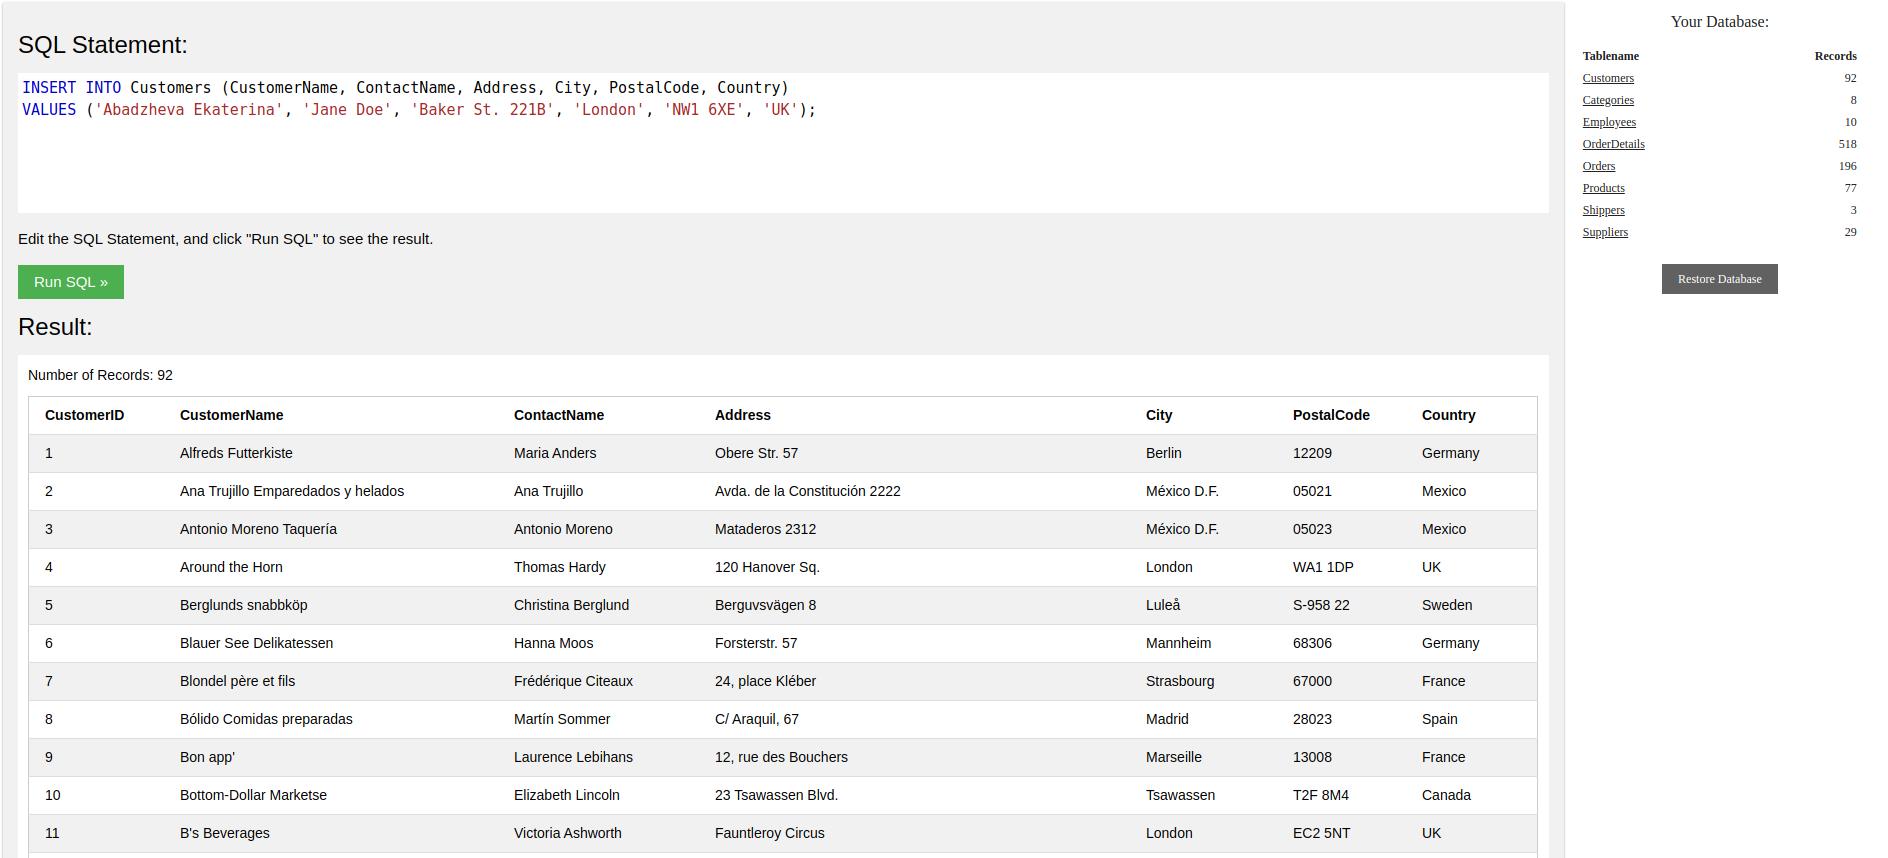 SQL Statement:
INSERT INTO Customers (CustomerName, ContactName, Address, City, PostalCode, Country)
VALUES ('Abadzheva Ekaterina', 'Jane Doe', 'Baker St. 221B', 'London', 'NW1 6XE', 'UK');
Edit the SQL Statement, and click "Run SQL" to see the result.
Run SQL »
Result:
Number of Records: 92
CustomerID CustomerName ContactName Address City PostalCode Country
1 Alfreds Futterkiste Maria Anders Obere Str. 57 Berlin 12209 Germany
2 Ana Trujillo Emparedados y helados Ana Trujillo Avda. de la Constitución 2222 México D.F. 05021 Mexico
3 Antonio Moreno Taquería Antonio Moreno Mataderos 2312 México D.F. 05023 Mexico
4 Around the Horn Thomas Hardy 120 Hanover Sq. London WA1 1DP UK
5 Berglunds snabbköp Christina Berglund Berguvsvägen 8 Luleå S-958 22 Sweden
6 Blauer See Delikatessen Hanna Moos Forsterstr. 57 Mannheim 68306 Germany
7 Blondel père et fils Frédérique Citeaux 24, place Kléber Strasbourg 67000 France
8 Bólido Comidas preparadas Martín Sommer C/ Araquil, 67 Madrid 28023 Spain
9 Bon app' Laurence Lebihans 12, rue des Bouchers Marseille 13008 France
10 Bottom-Dollar Marketse Elizabeth Lincoln 23 Tsawassen Blvd. Tsawassen T2F 8M4 Canada
11 B's Beverages Victoria Ashworth Fauntleroy Circus London EC2 5NT UK
Your Database:
Tablename Records
Customers 92
Categories 8
Employees 10
OrderDetails 518
Orders 196
Products 77
Shippers 3
Suppliers 29
Restore Database